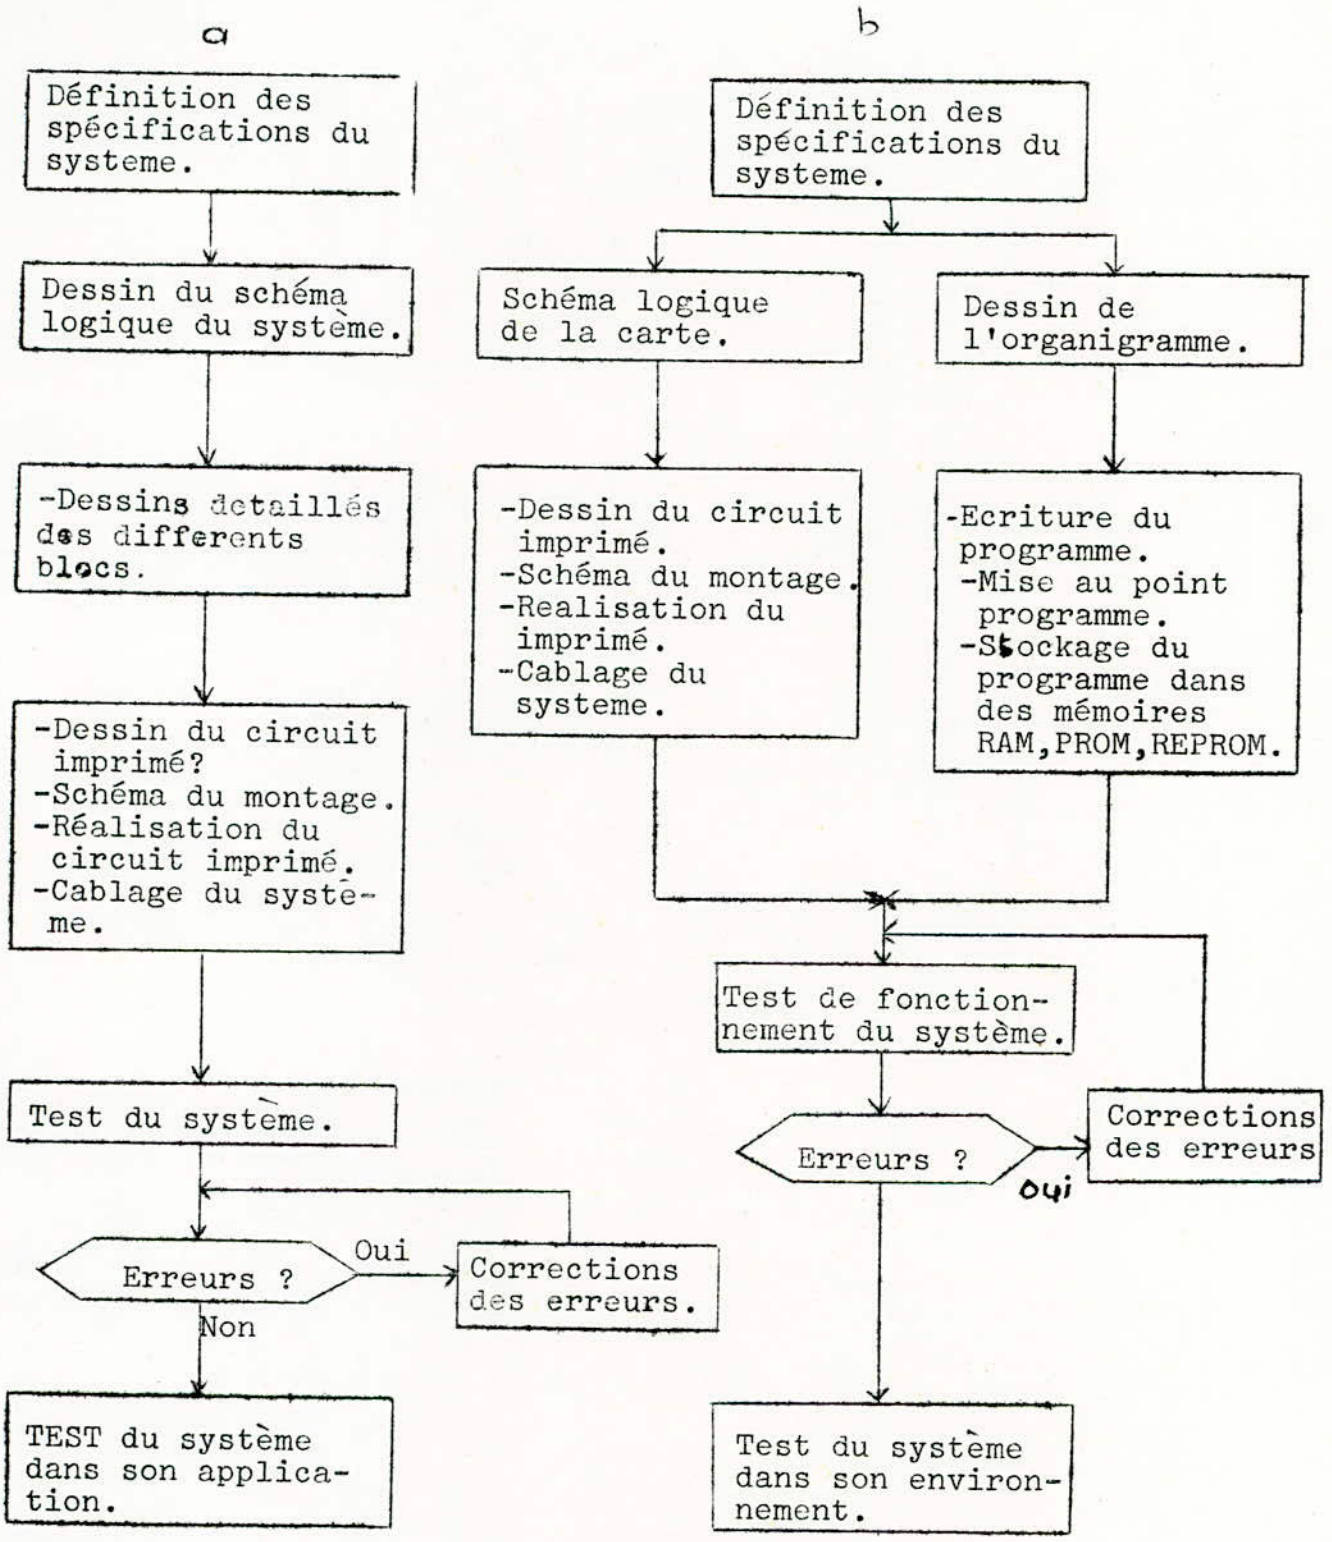 a
Définition des
spécifications du
systeme.
Dessin du schéma
logique du système.
-Dessins detaillés
des differents
blocs.
-Dessin du circuit
imprimé?
-Schéma du montage.
-Réalisation du
circuit imprimé.
-Cablage du systè-
me.
Test du système.
Erreurs ?
Oui
Corrections
des erreurs.
Non
TEST du système
dans son applica-
tion.
b
Définition des
spécifications du
systeme.
Schéma logique
de la carte.
Dessin de
l'organigramme.
-Dessin du circuit
imprimé.
-Schéma du montage.
-Realisation du
imprimé.
-Cablage du
systeme.
-Ecriture du
programme.
-Mise au point
programme.
-Stockage du
programme dans
des mémoires
RAM,PROM,REPROM.
Test de fonction-
nement du système.
Erreurs ?
oui
Corrections
des erreurs
Test du système
dans son environ-
nement.